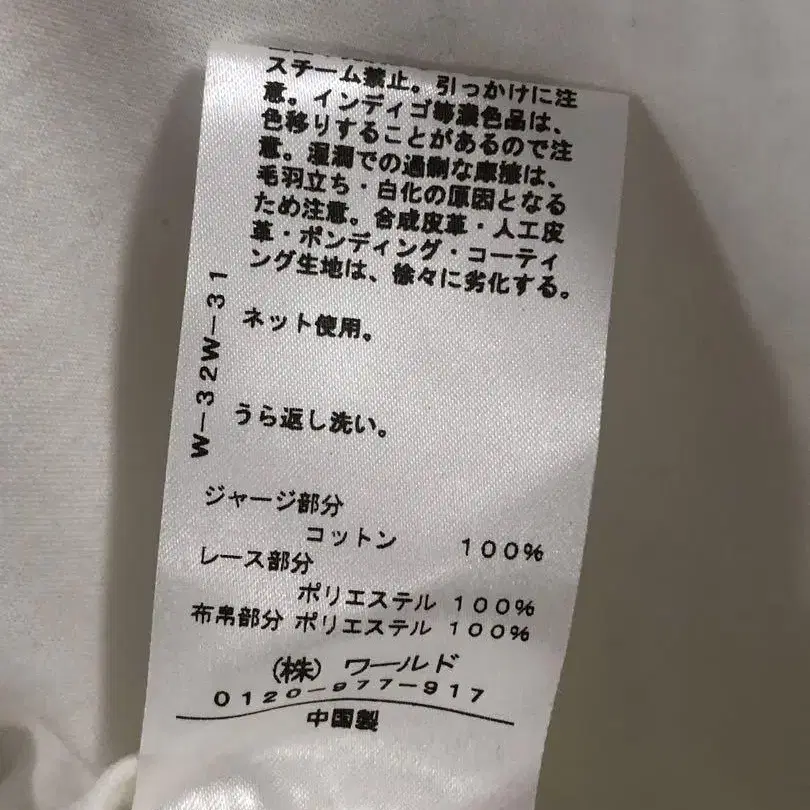 スチーム禁止。引っかけに注
意。インディゴ等濃色品は、
色移りすることがあるので注
意。湿潤での過剰な摩擦は、
毛羽立ち・白化の原因となる
ため注意。合成皮革・人工皮
革・ボンディング・コーティ
ング生地は、徐々に劣化する。
ネット使用。
うら返し洗い。
W-32W-31
ジャージ部分
コットン 100%
レース部分
ポリエステル 100%
布帛部分 ポリエステル 100%
(株) ワールド
0120-977-917
中国製